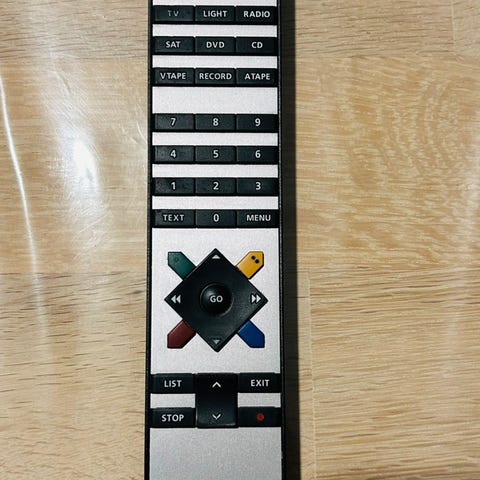 TV LIGHT RADIO
SAT DVD CD
VTAPE RECORD ATAPE
7 8 9
4 5 6
1 2 3
TEXT 0 MENU
GO
LIST EXIT
STOP